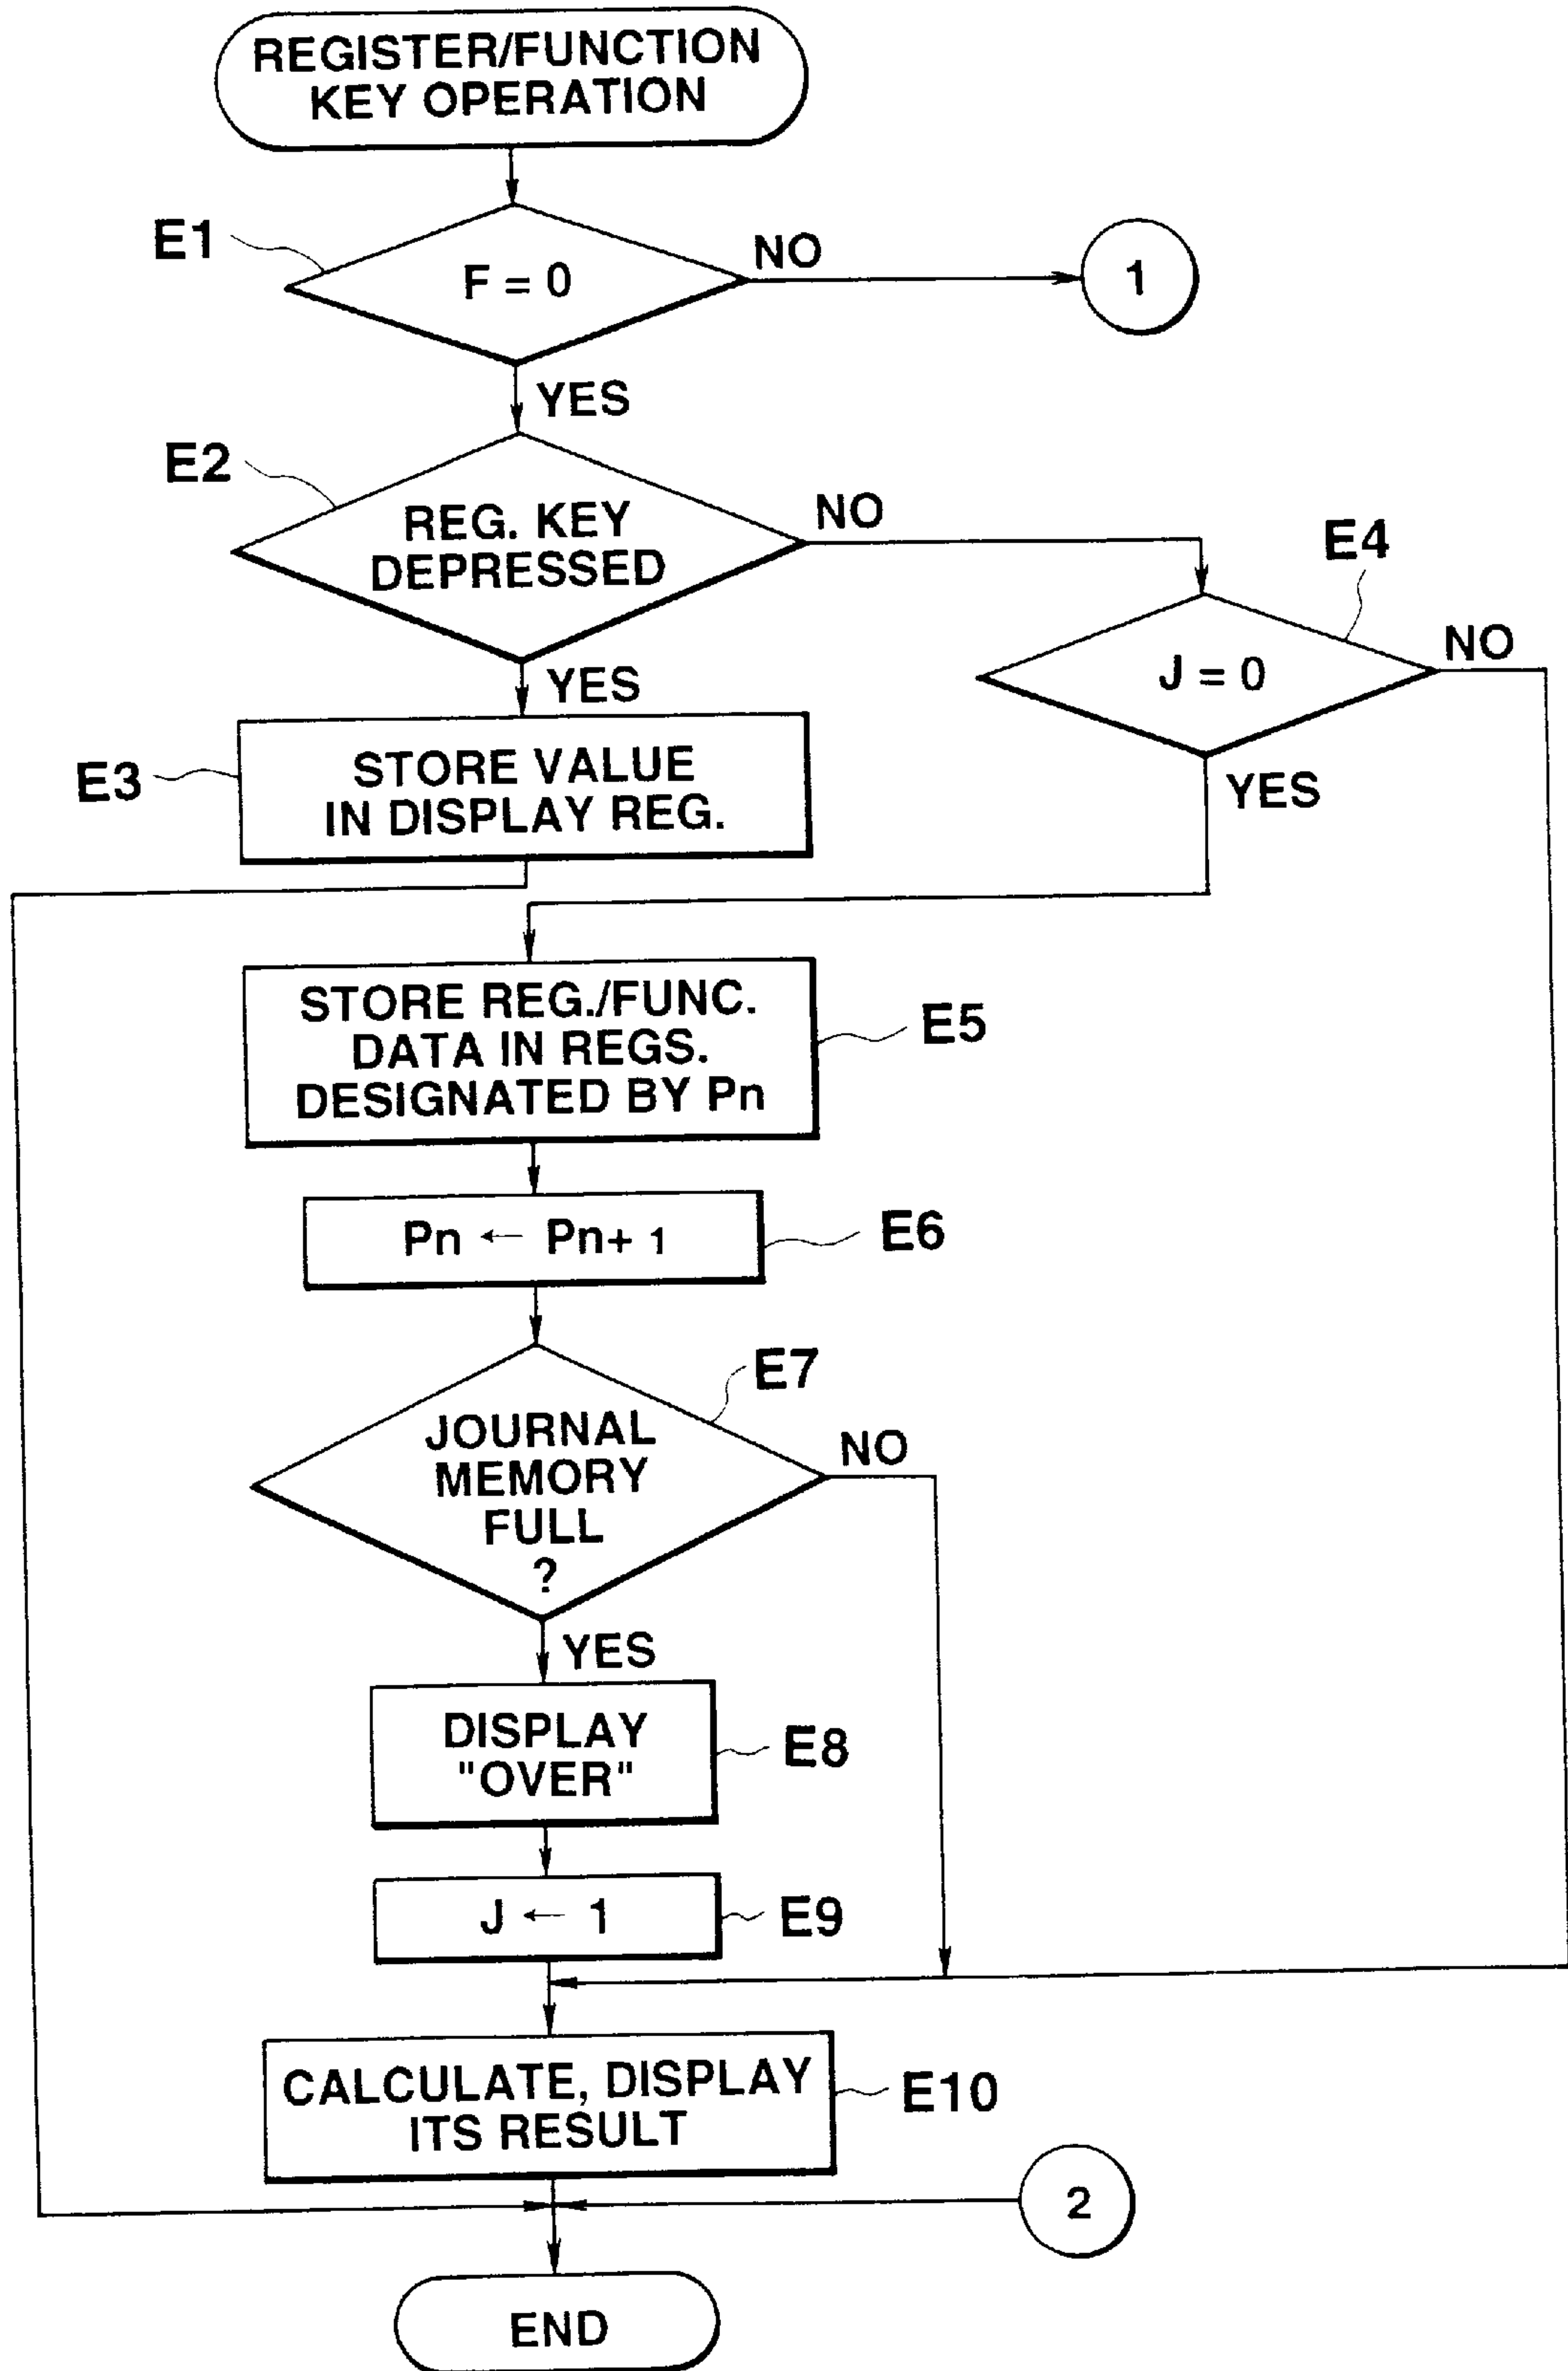 REGISTER/FUNCTION
KEY OPERATION
E1
F = 0
NO
1
YES
E2
REG. KEY
DEPRESSED
NO
E4
J = 0
NO
YES
YES
E3
STORE VALUE
IN DISPLAY REG.
STORE REG./FUNC.
DATA IN REGS.
DESIGNATED BY Pn
E5
Pn ← Pn+ 1
E6
E7
JOURNAL
MEMORY
FULL
?
NO
YES
DISPLAY
"OVER"
E8
J ← 1
E9
CALCULATE, DISPLAY
ITS RESULT
E10
2
END